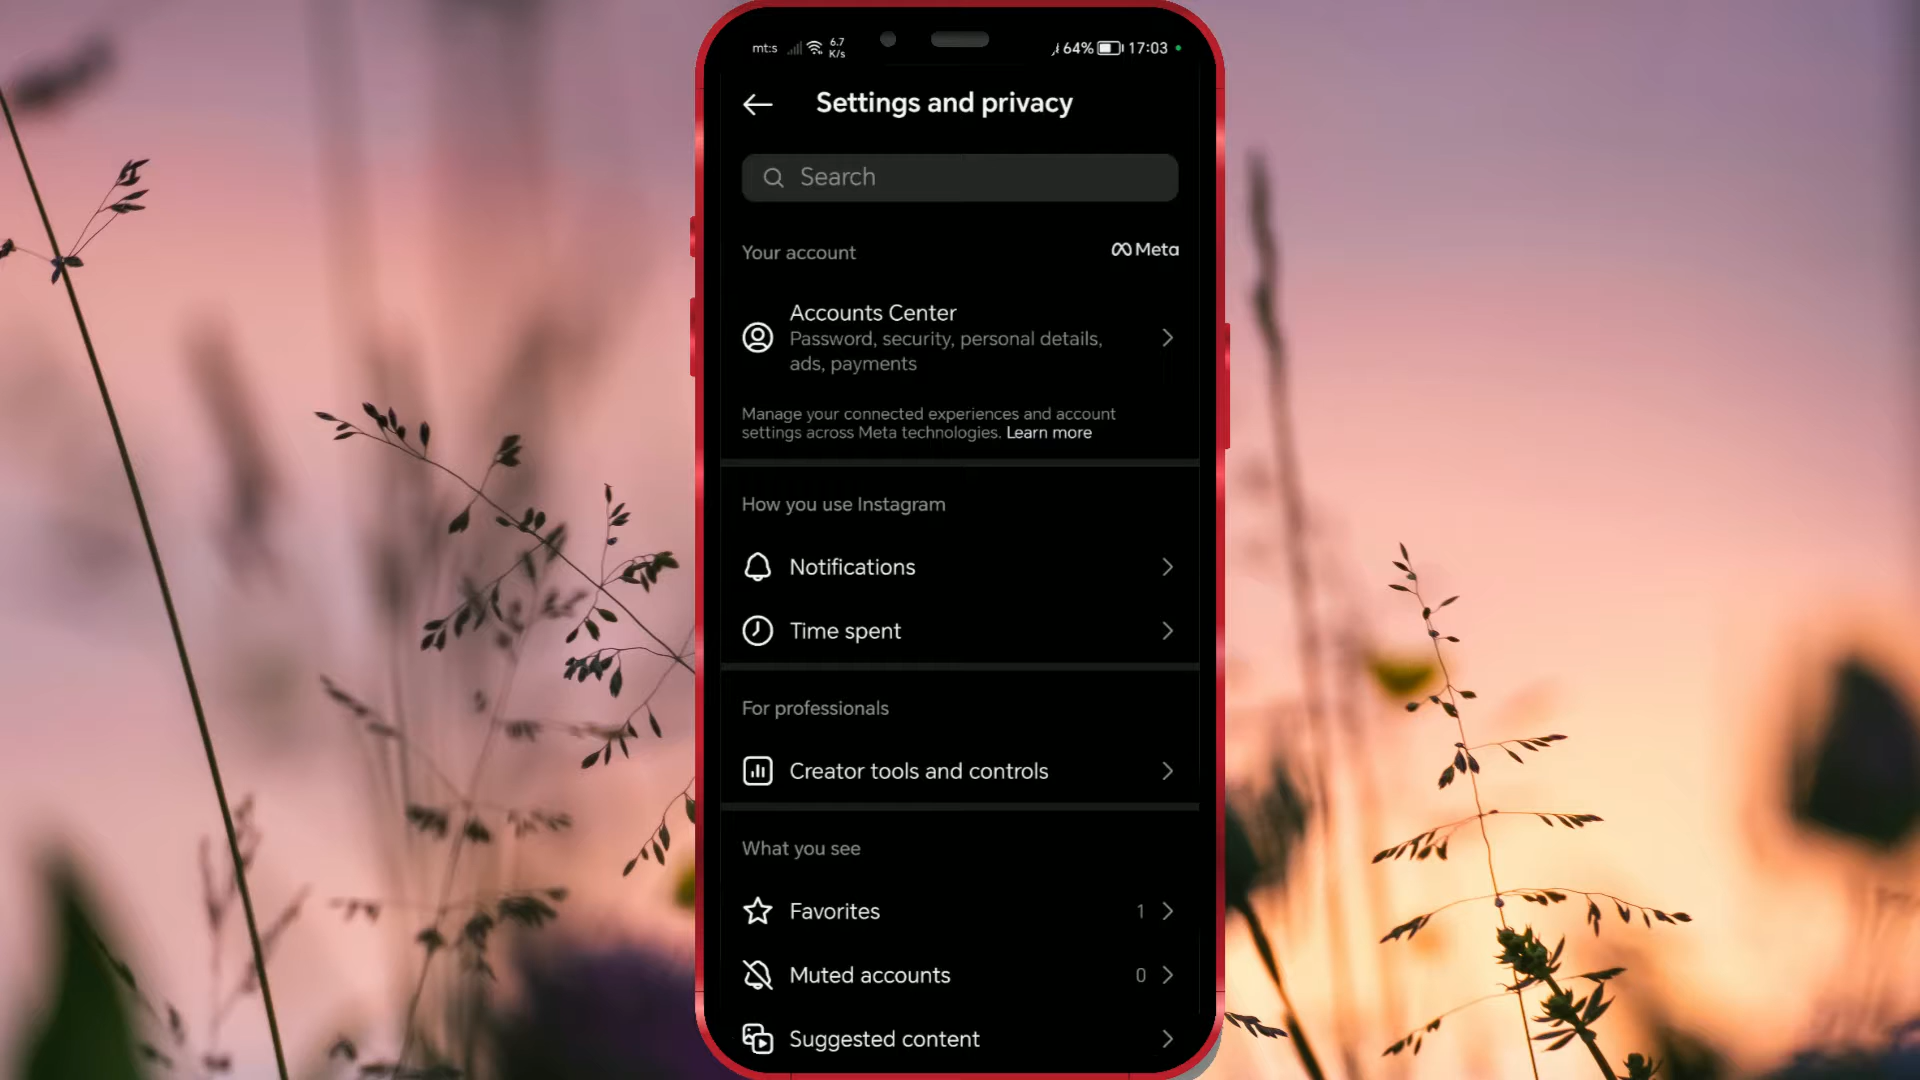 mt:s 6.7 K/s 64% 17:03
Settings and privacy
Search
Your account
Meta
Accounts Center
Password, security, personal details,
ads, payments
Manage your connected experiences and account
settings across Meta technologies. Learn more
How you use Instagram
Notifications
Time spent
For professionals
Creator tools and controls
What you see
Favorites 1
Muted accounts 0
Suggested content